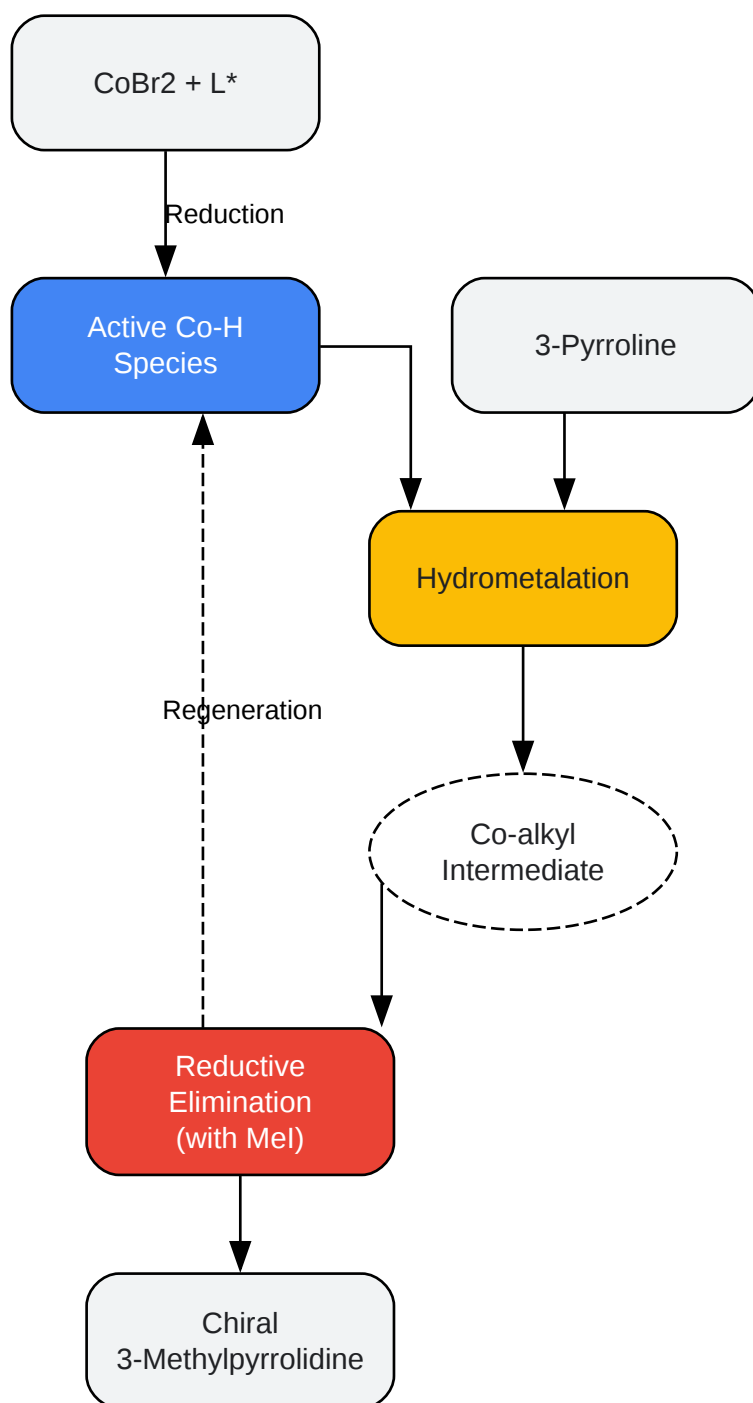 CoBr2 + L*
Reduction
Active Co-H
Species
3-Pyrroline
Hydrometalation
Regeneration
Co-alkyl
Intermediate
Reductive
Elimination
(with MeI)
Chiral
3-Methylpyrrolidine